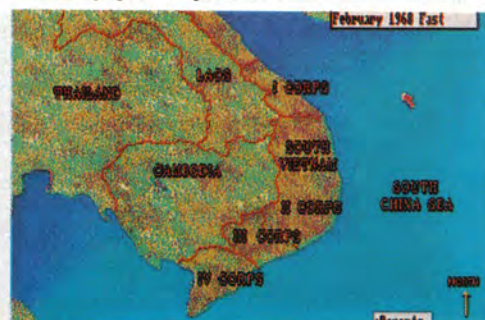 February 1968 Fast
LAOS
I CORPS
THAILAND
SOUTH
VIETNAM
CAMBODIA
SOUTH
CHINA SEA
II CORPS
III CORPS
IV CORPS
NORTH